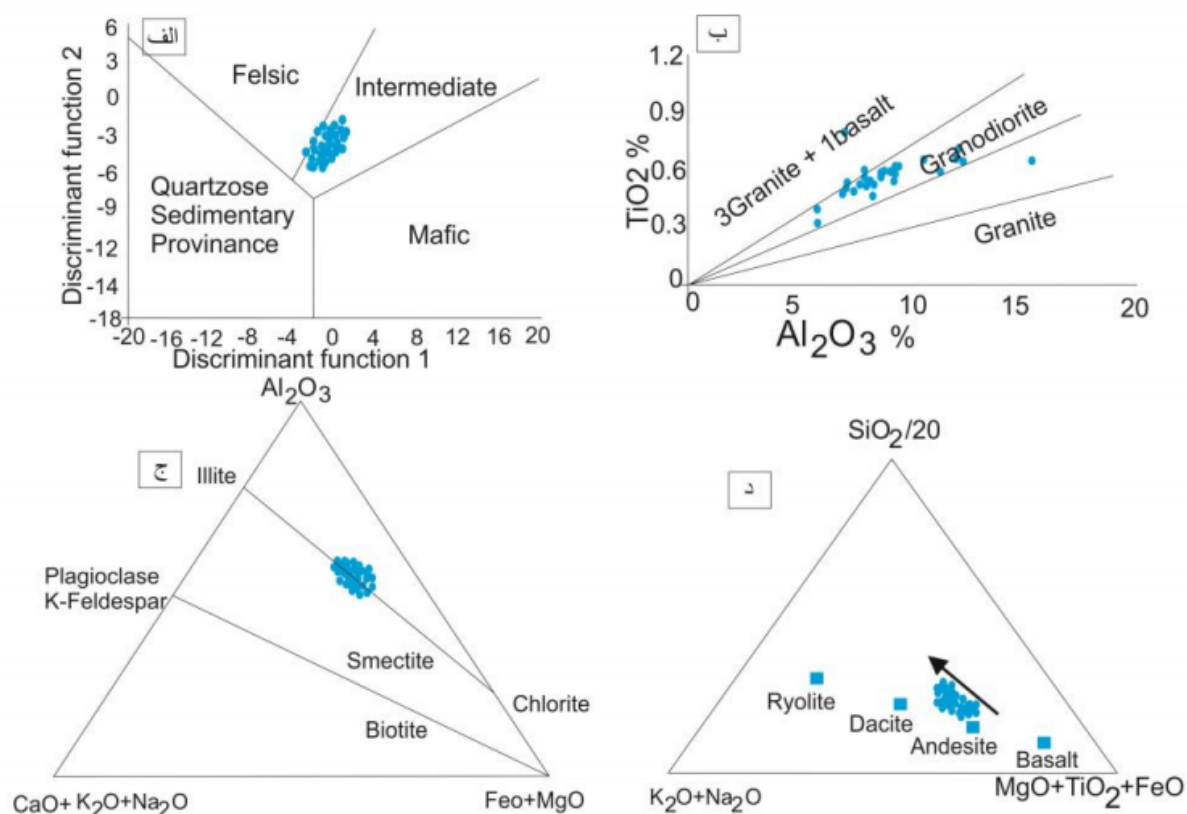 الف
Discriminant function 2
6
3
0
-3
-6
-9
-12
-14
-18
Felsic
Intermediate
Quartzose
Sedimentary
Provinance
Mafic
-20 -16 -12 -8 -4 0 4 8 12 16 20
Discriminant function 1
ب
TiO2 %
1.2
0.9
0.6
0.3
0
3Granite + 1basalt
Granodiorite
Granite
0 5 10 15 20
Al2O3 %
Al2O3
ج
Illite
Plagioclase
K-Feldespar
Smectite
Chlorite
Biotite
CaO+ K2O+Na2O
Feo+MgO
SiO2/20
د
Ryolite
Dacite
Andesite
Basalt
K2O+Na2O
MgO+TiO2+FeO